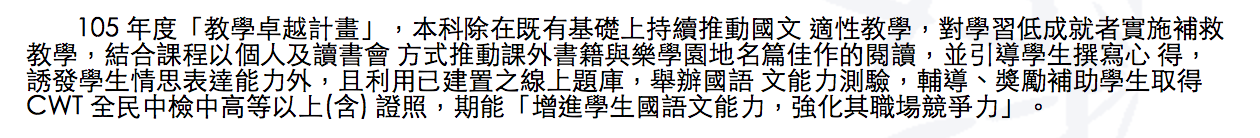 105 年度「教學卓越計畫」，本科除在既有基礎上持續推動國文 適性教學，對學習低成就者實施補救
教學，結合課程以個人及讀書會 方式推動課外書籍與樂學園地名篇佳作的閱讀，並引導學生撰寫心 得，
誘發學生情思表達能力外，且利用已建置之線上題庫，舉辦國語 文能力測驗，輔導、獎勵補助學生取得
CWT 全民中檢中高等以上(含) 證照，期能「增進學生國語文能力，強化其職場競爭力」。